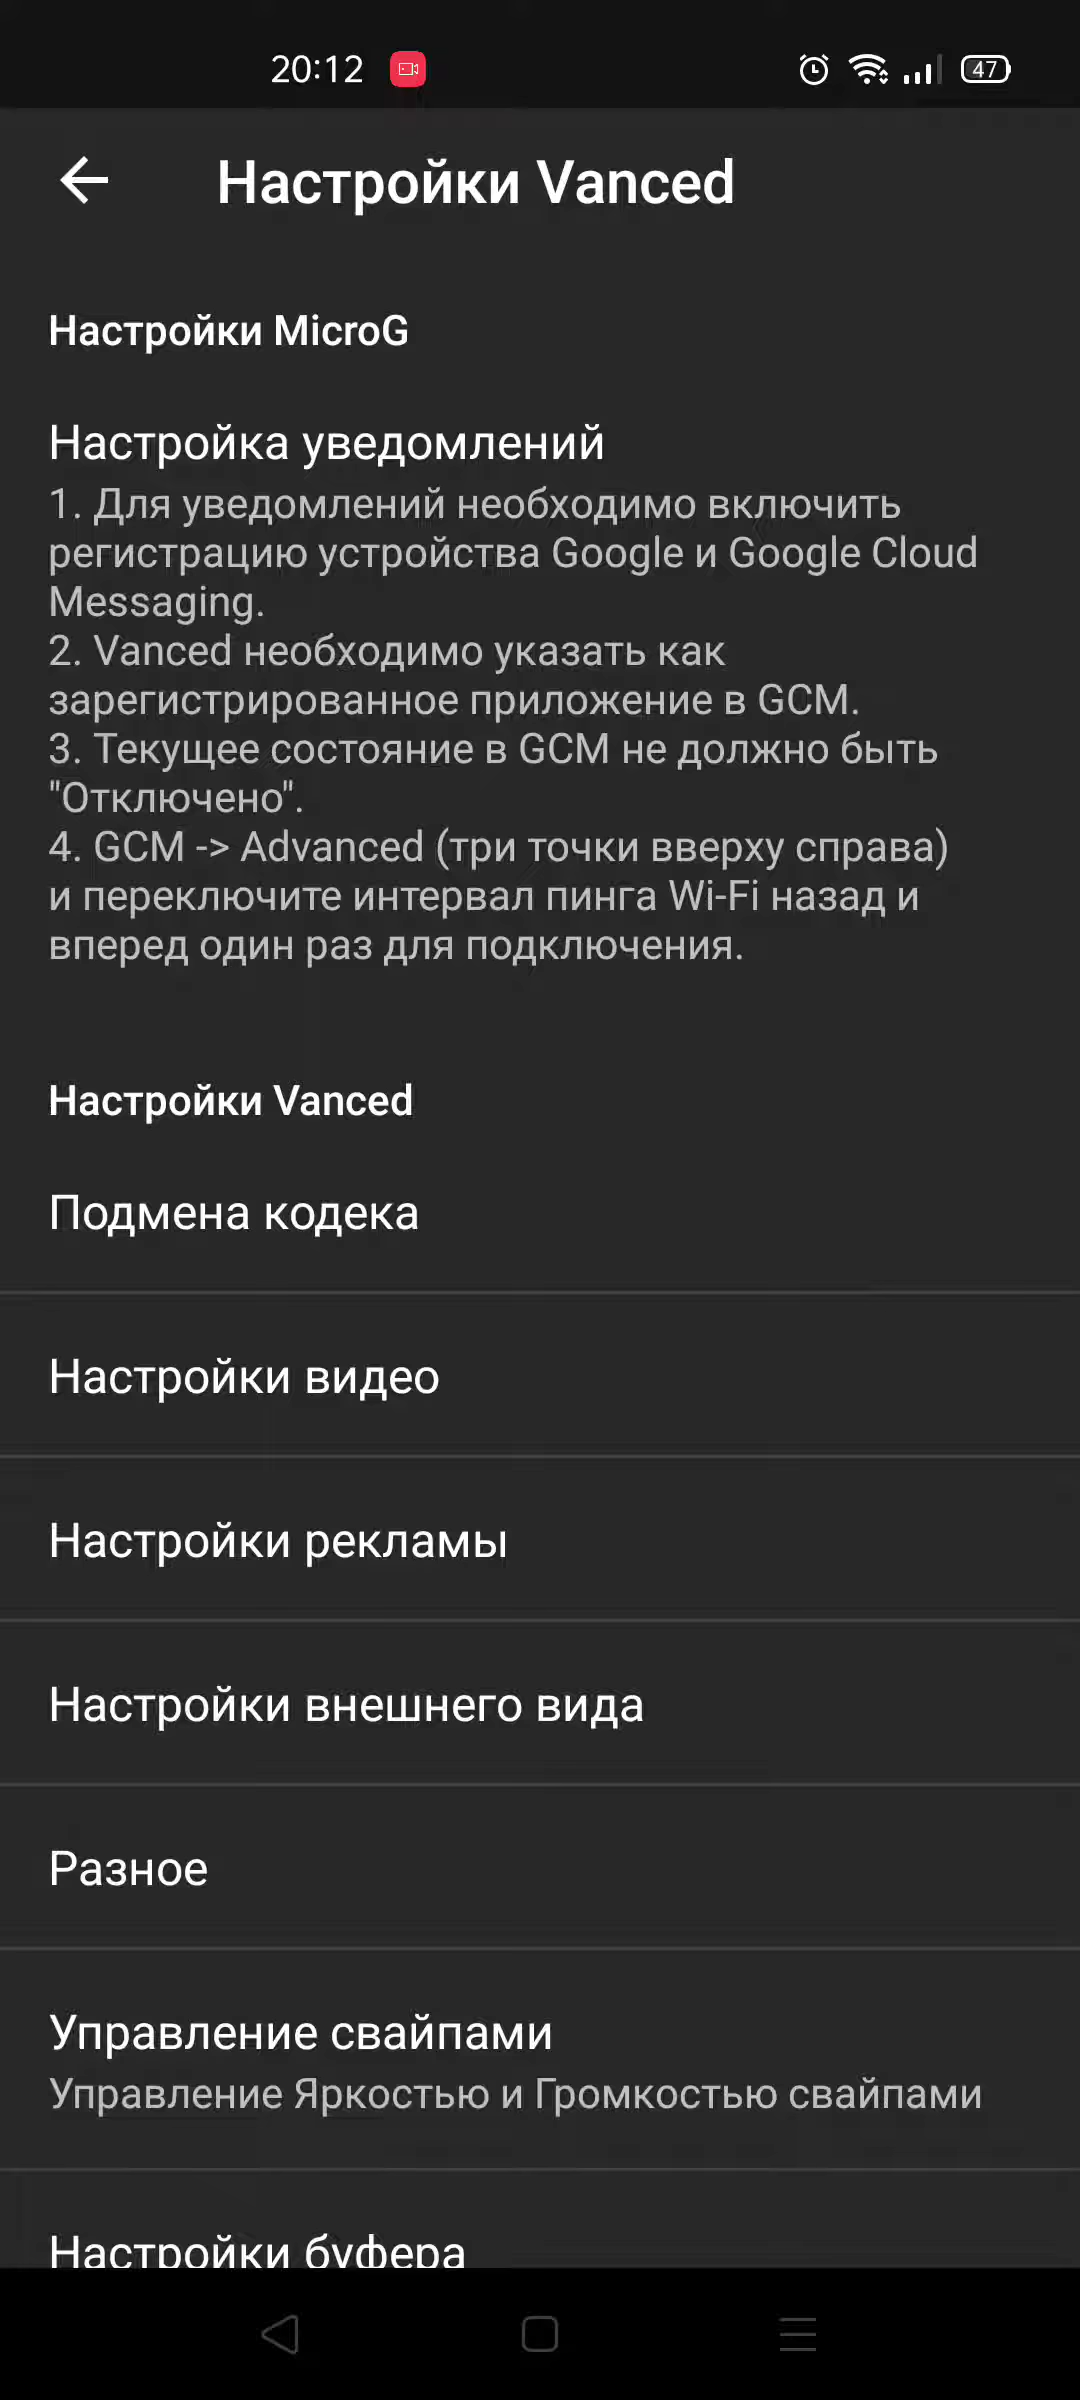 20:12
47
Настройки Vanced
Настройки MicroG
Настройка уведомлений
1. Для уведомлений необходимо включить
регистрацию устройства Google и Google Cloud
Messaging.
2. Vanced необходимо указать как
зарегистрированное приложение в GCM.
3. Текущее состояние в GCM не должно быть
"Отключено".
4. GCM -> Advanced (три точки вверху справа)
и переключите интервал пинга Wi-Fi назад и
вперед один раз для подключения.
Настройки Vanced
Подмена кодека
Настройки видео
Настройки рекламы
Настройки внешнего вида
Разное
Управление свайпами
Управление Яркостью и Громкостью свайпами
Настройки буфера